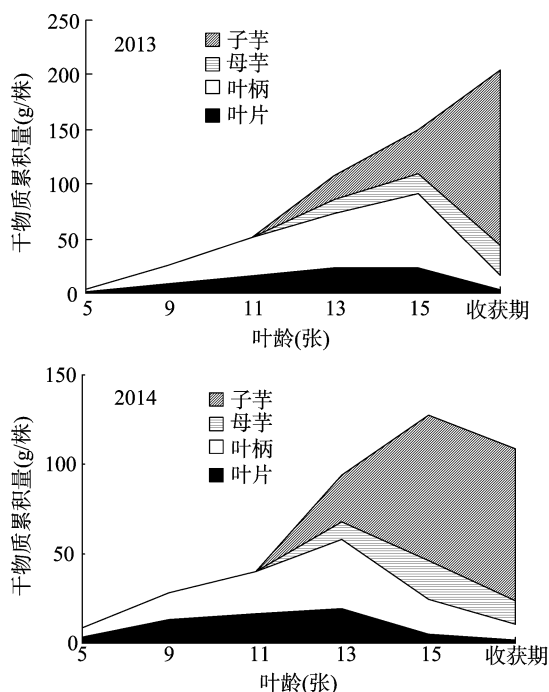 250
2013
子芋
母芋
叶柄
叶片
200
150
100
50
0
干物质累积量(g/株)
5 9 11 13 15 收获期
叶龄(张)
150
2014
子芋
母芋
叶柄
叶片
100
50
0
干物质累积量(g/株)
5 9 11 13 15 收获期
叶龄(张)